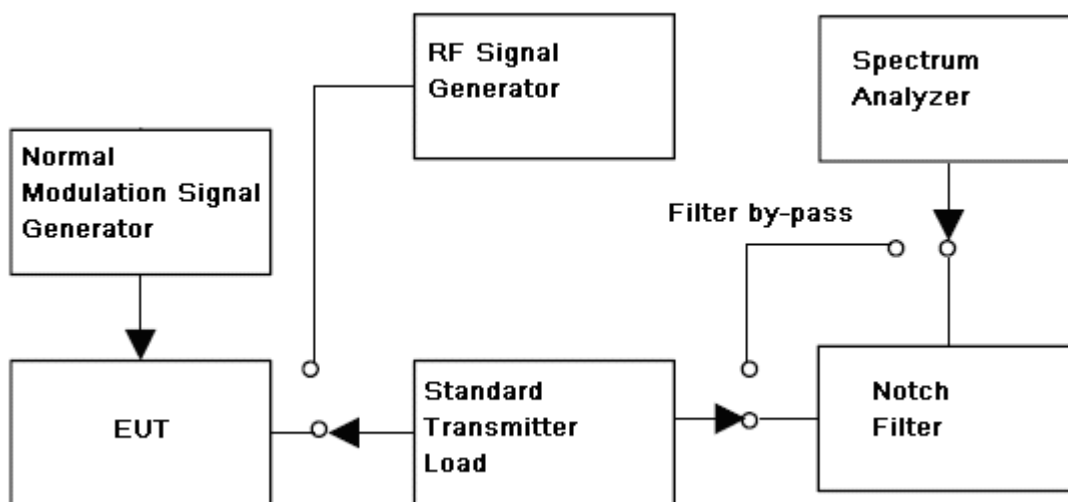 RF Signal
Generator
Spectrum
Analyzer
Normal
Modulation Signal
Generator
Filter by-pass
EUT
Standard
Transmitter
Load
Notch
Filter